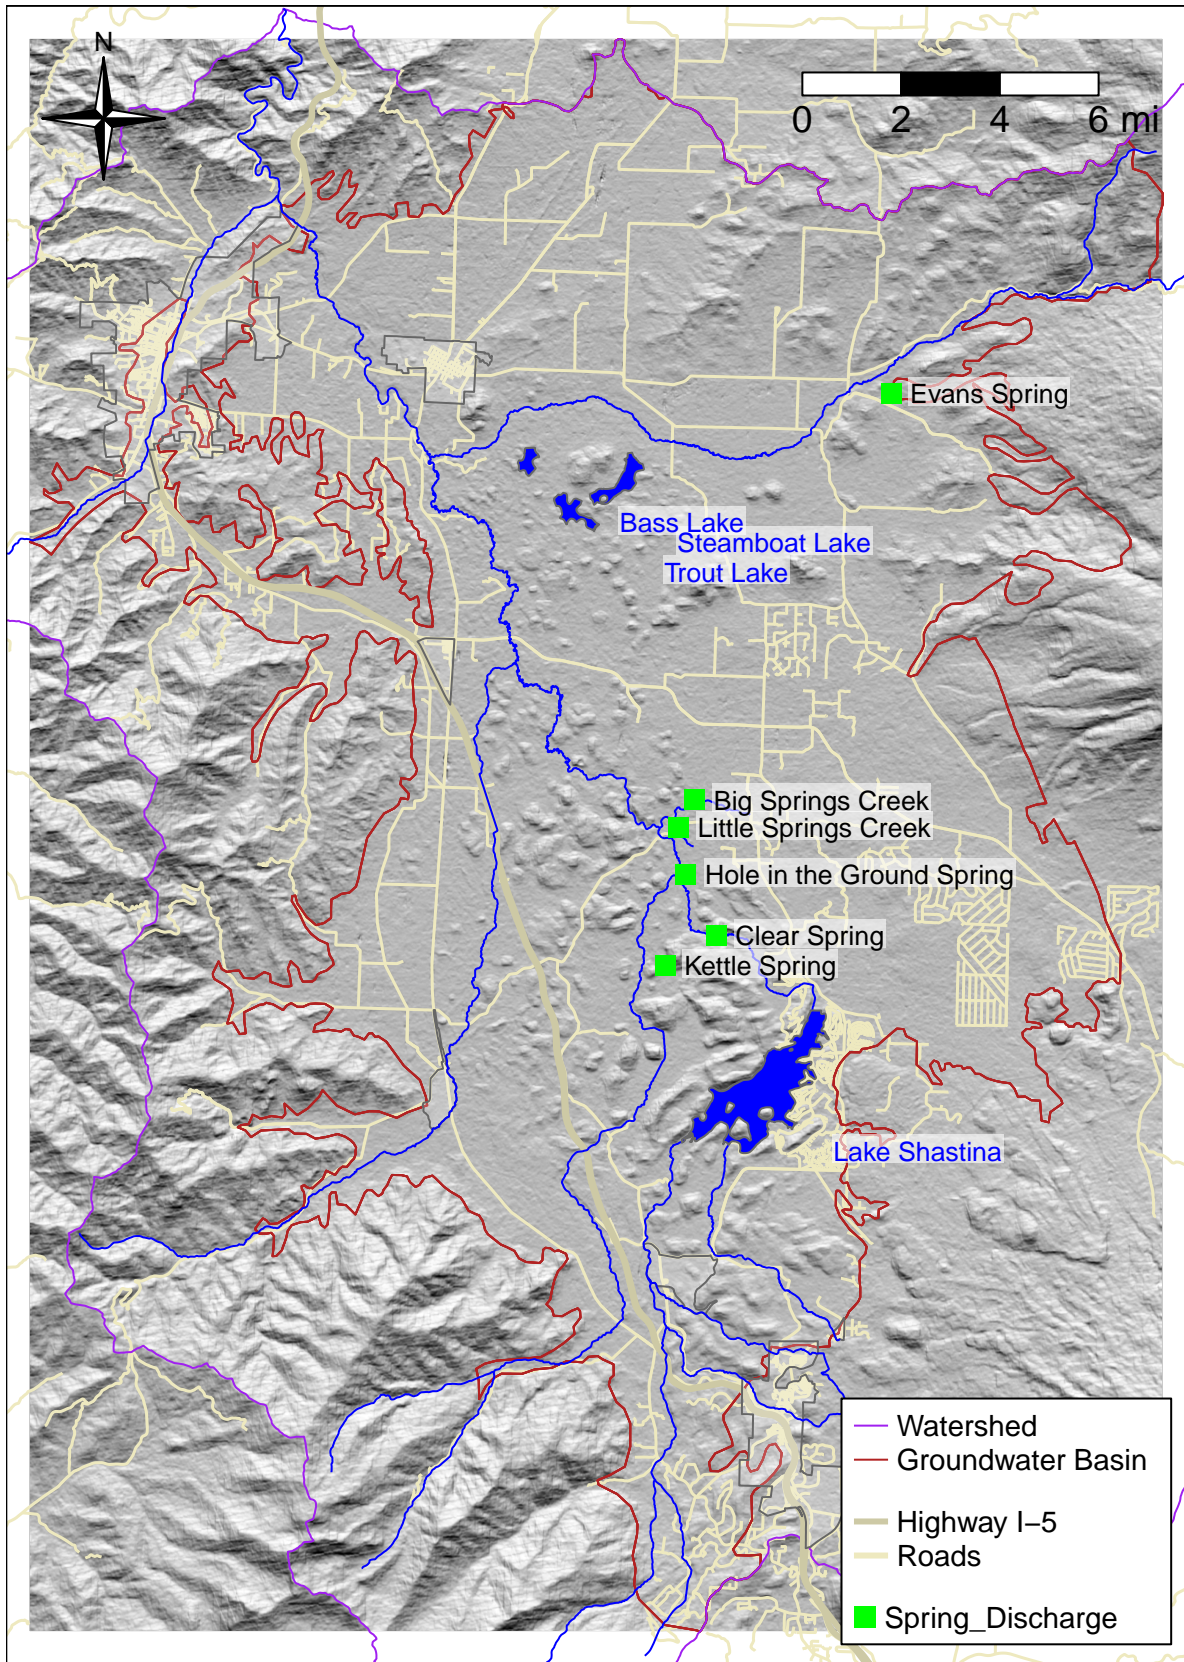 N
0 2 4 6 mi
Evans Spring
Bass Lake
Steamboat Lake
Trout Lake
Big Springs Creek
Little Springs Creek
Hole in the Ground Spring
Clear Spring
Kettle Spring
Lake Shastina
Watershed
Groundwater Basin
Highway I−5
Roads
Spring_Discharge